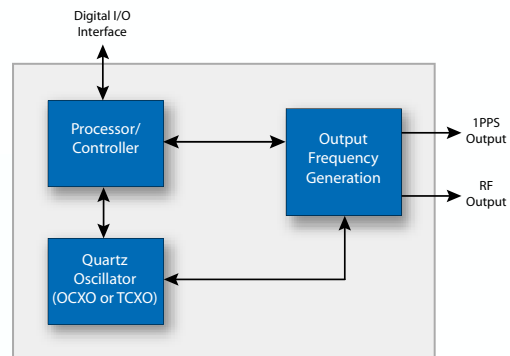 Digital I/O
Interface
Processor/
Controller
Output
Frequency
Generation
1PPS
Output
RF
Output
Quartz
Oscillator
(OCXO or TCXO)